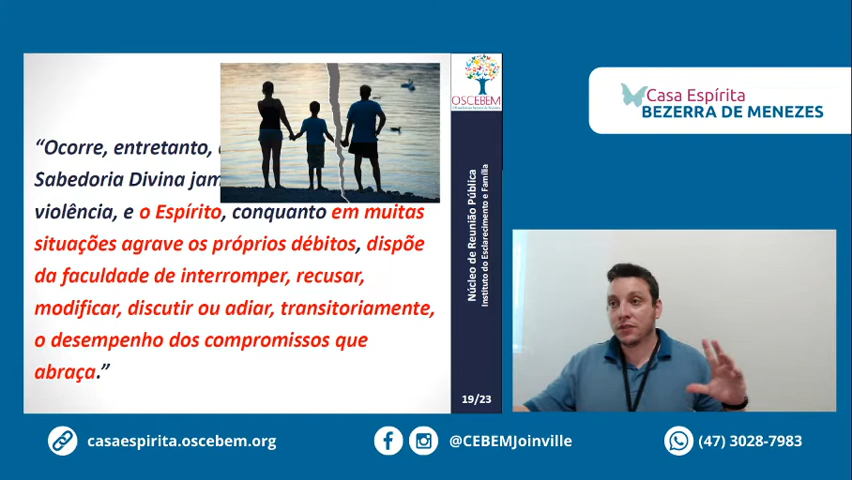 “Ocorre, entretanto,
Sabedoria Divina jam
violência, e o Espírito, conquanto em muitas
situações agrave os próprios débitos, dispõe
da faculdade de interromper, recusar,
modificar, discutir ou adiar, transitoriamente,
o desempenho dos compromissos que
abraça.”
OSCEBEM
Núcleo de Reunião Pública
Instituto do Esclarecimento e Família
19/23
Casa Espírita
BEZERRA DE MENEZES
casaespirita.oscebem.org
@CEBEMJoinville
(47) 3028-7983